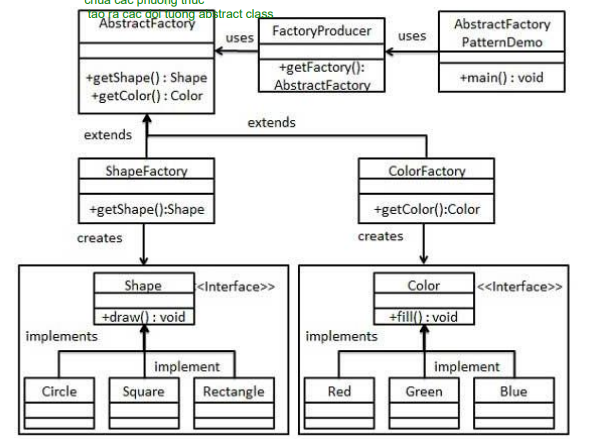 chứa các phương thức
tạo ra các đối tượng abstract class
AbstractFactory
+getShape() : Shape
+getColor() : Color
uses
FactoryProducer
+getFactory():
AbstractFactory
uses
AbstractFactory
PatternDemo
+main() : void
extends
extends
ShapeFactory
+getShape():Shape
ColorFactory
+getColor():Color
creates
creates
Shape
<<Interface>>
+draw() : void
implements
implement
Circle
Square
Rectangle
Color
<<Interface>>
+fill() : void
implements
implement
Red
Green
Blue